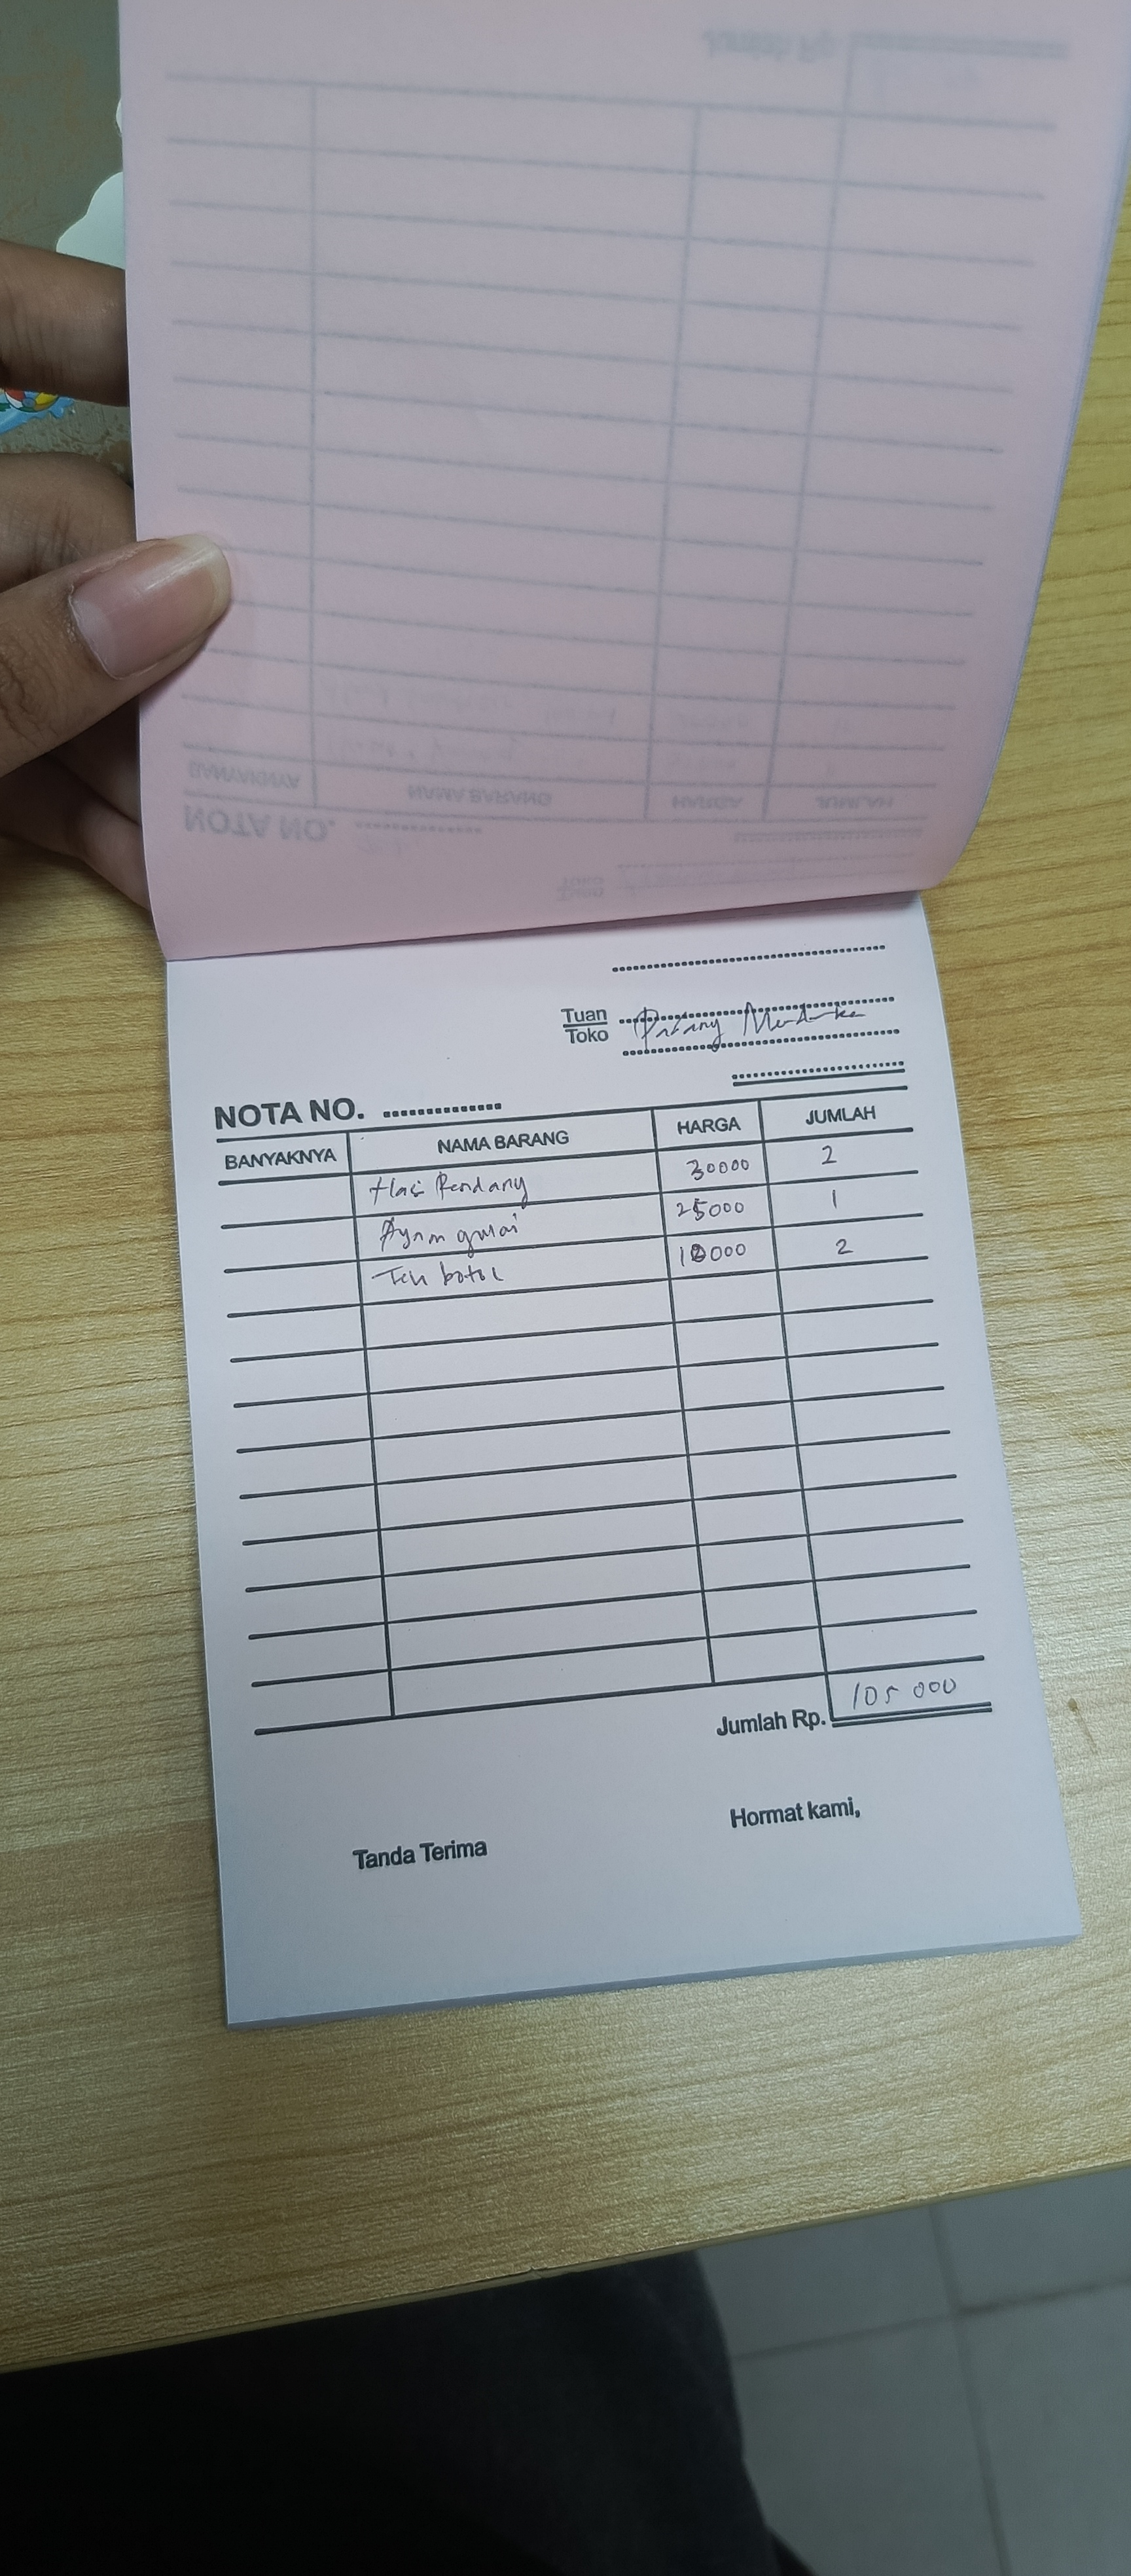 Tuan
Toko Padang Merdeka
NOTA NO.
BANYAKNYA NAMA BARANG HARGA JUMLAH
Nasi Rendang 30000 2
Ayam gulai 25000 1
Teh botol 10000 2
Jumlah Rp. 105 000
Tanda Terima Hormat kami,